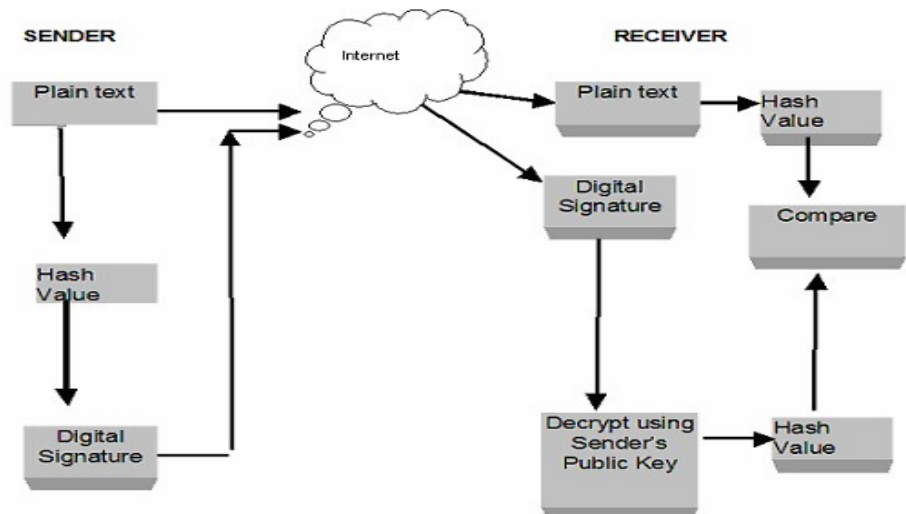 SENDER
Internet
RECEIVER
Plain text
Plain text
Hash
Value
Digital
Signature
Compare
Hash
Value
Digital
Signature
Decrypt using
Sender's
Public Key
Hash
Value